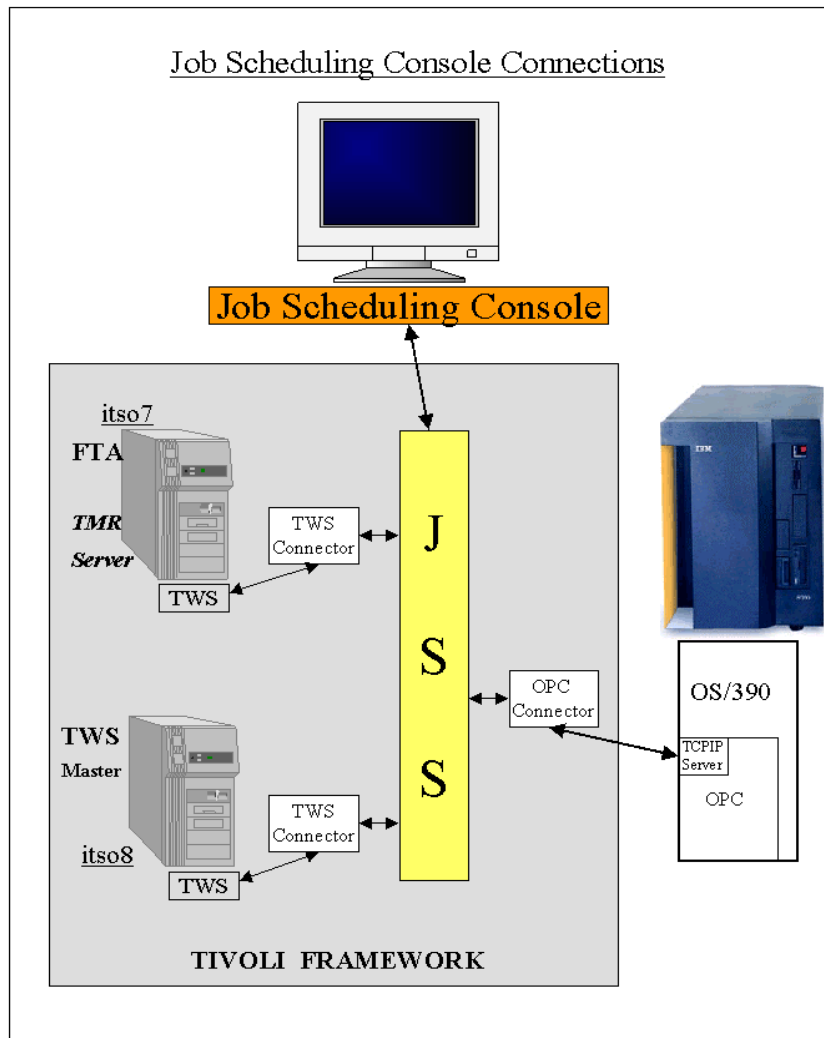 Job Scheduling Console Connections
Job Scheduling Console
itso7
FTA
TMR
Server
TWS
TWS
Connector
J
S
S
IBM
OPC
Connector
OS/390
TCPIP
Server
OPC
TWS
Master
itso8
TWS
TWS
Connector
TIVOLI FRAMEWORK